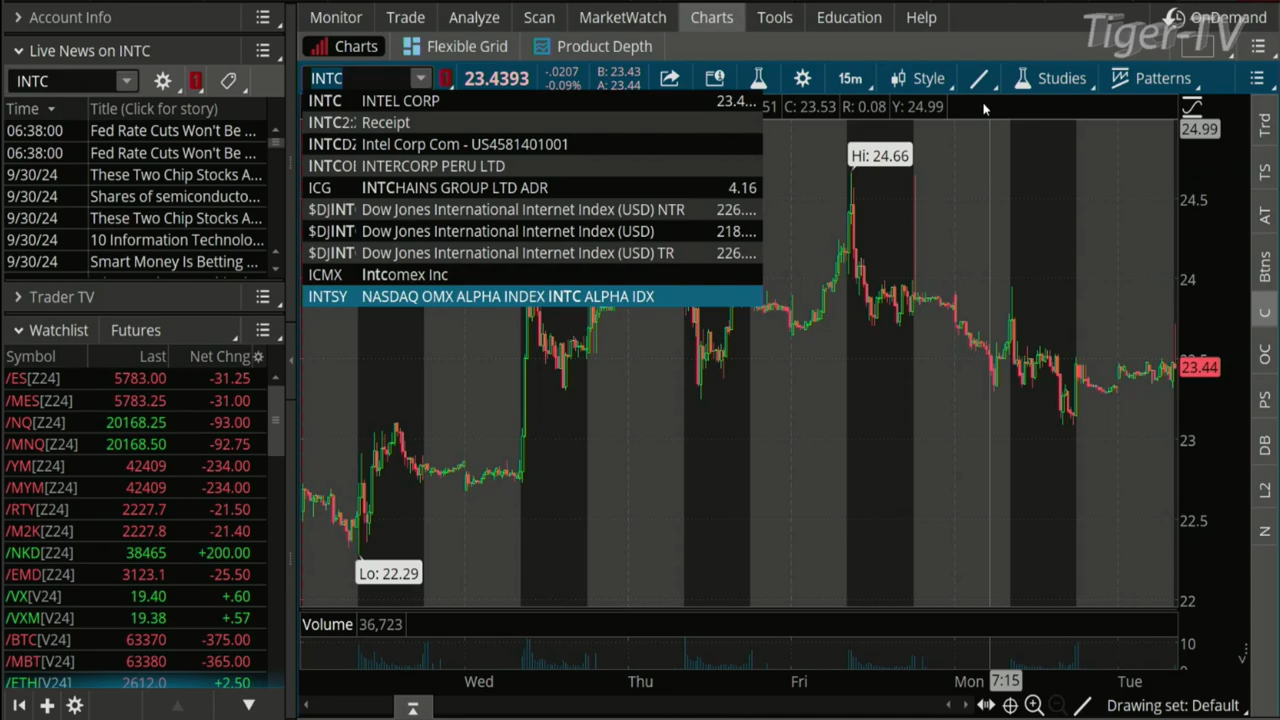 Account Info
Monitor Trade Analyze Scan MarketWatch Charts Tools Education Help
Tiger-TV
OnDemand
Live News on INTC
Charts Flexible Grid Product Depth
INTC
1
INTC
1
23.4393
-.0207
-0.09%
B: 23.43
A: 23.44
15m
Style
Studies
Patterns
Time Title (Click for story)
06:38:00 Fed Rate Cuts Won't Be ...
06:38:00 Fed Rate Cuts Won't Be ...
9/30/24 These Two Chip Stocks A...
9/30/24 Shares of semiconducto...
9/30/24 These Two Chip Stocks A...
9/30/24 10 Information Technolo...
9/30/24 Smart Money Is Betting ...
INTC INTEL CORP 23.4...
INTC2: Receipt
INTCDZ Intel Corp Com - US4581401001
INTCOI INTERCORP PERU LTD
ICG INTCHAINS GROUP LTD ADR 4.16
$DJINT Dow Jones International Internet Index (USD) NTR 226....
$DJINT Dow Jones International Internet Index (USD) 218....
$DJINT Dow Jones International Internet Index (USD) TR 226....
ICMX Intcomex Inc
INTSY NASDAQ OMX ALPHA INDEX INTC ALPHA IDX
51 C: 23.53 R: 0.08 Y: 24.99
Hi: 24.66
Lo: 22.29
24.99
24.5
24
23.44
23
22.5
22
Trader TV
Watchlist Futures
Symbol Last Net Chng
/ES[Z24] 5783.00 -31.25
/MES[Z24] 5783.25 -31.00
/NQ[Z24] 20168.25 -93.00
/MNQ[Z24] 20168.50 -92.75
/YM[Z24] 42409 -234.00
/MYM[Z24] 42409 -234.00
/RTY[Z24] 2227.7 -21.50
/M2K[Z24] 2227.8 -21.40
/NKD[Z24] 38465 +200.00
/EMD[Z24] 3123.1 -25.50
/VX[V24] 19.40 +.60
/VXM[V24] 19.38 +.57
/BTC[V24] 63370 -375.00
/MBT[V24] 63380 -365.00
/ETH[V24] 2612.0 +2.50
Volume 36,723
10
0
Wed Thu Fri Mon 7:15 Tue
Drawing set: Default
Trd
TS
AT
Btns
C
OC
PS
DB
L2
N